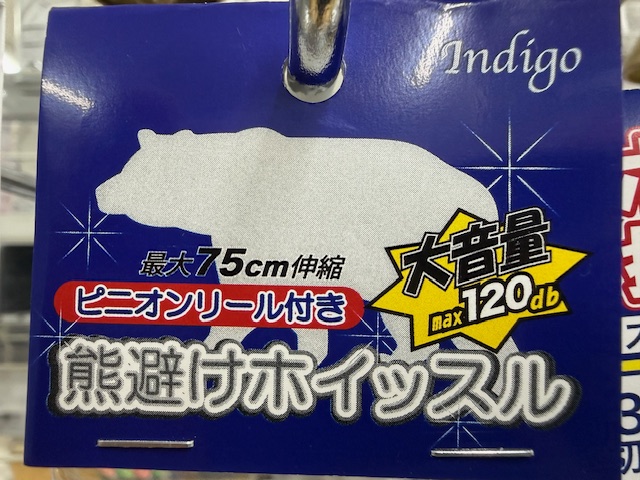 Indigo
最大75cm伸縮
ピニオンリール付き
大音量
max120db
熊避けホイッスル